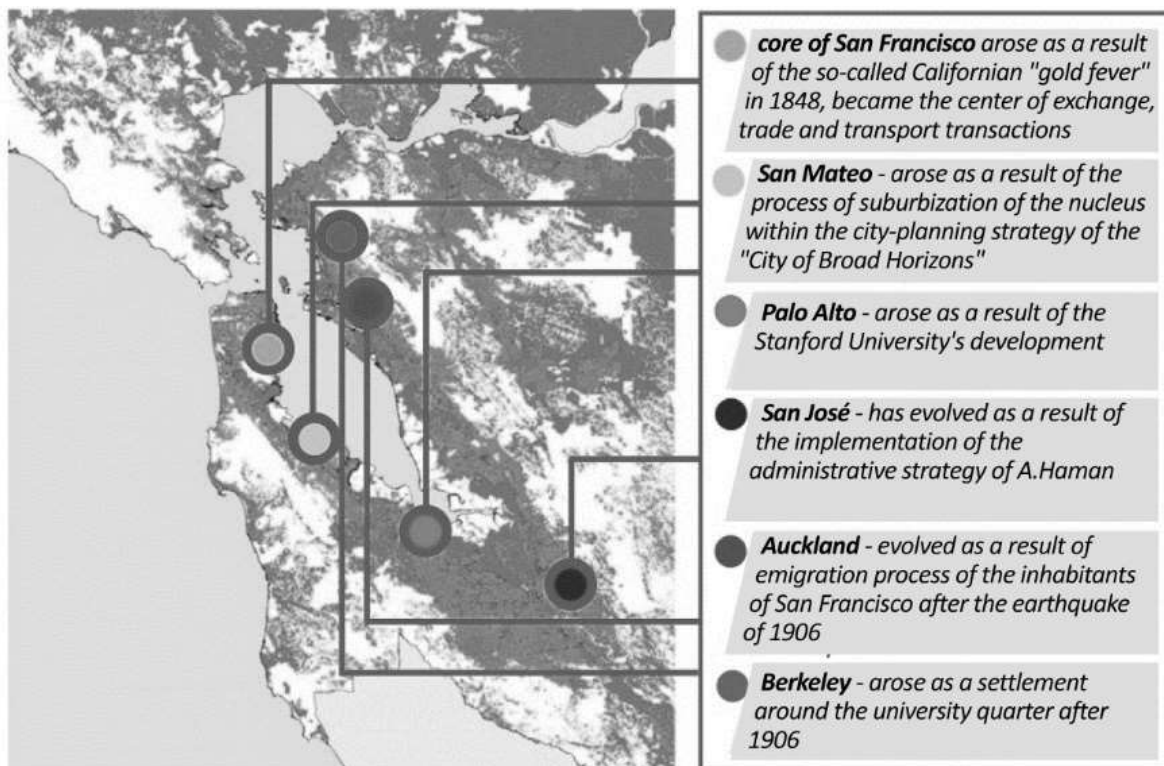 core of San Francisco arose as a result
of the so-called Californian "gold fever"
in 1848, became the center of exchange,
trade and transport transactions
San Mateo - arose as a result of the
process of suburbization of the nucleus
within the city-planning strategy of the
"City of Broad Horizons"
Palo Alto - arose as a result of the
Stanford University's development
San José - has evolved as a result of
the implementation of the
administrative strategy of A.Haman
Auckland - evolved as a result of
emigration process of the inhabitants
of San Francisco after the earthquake
of 1906
Berkeley - arose as a settlement
around the university quarter after
1906